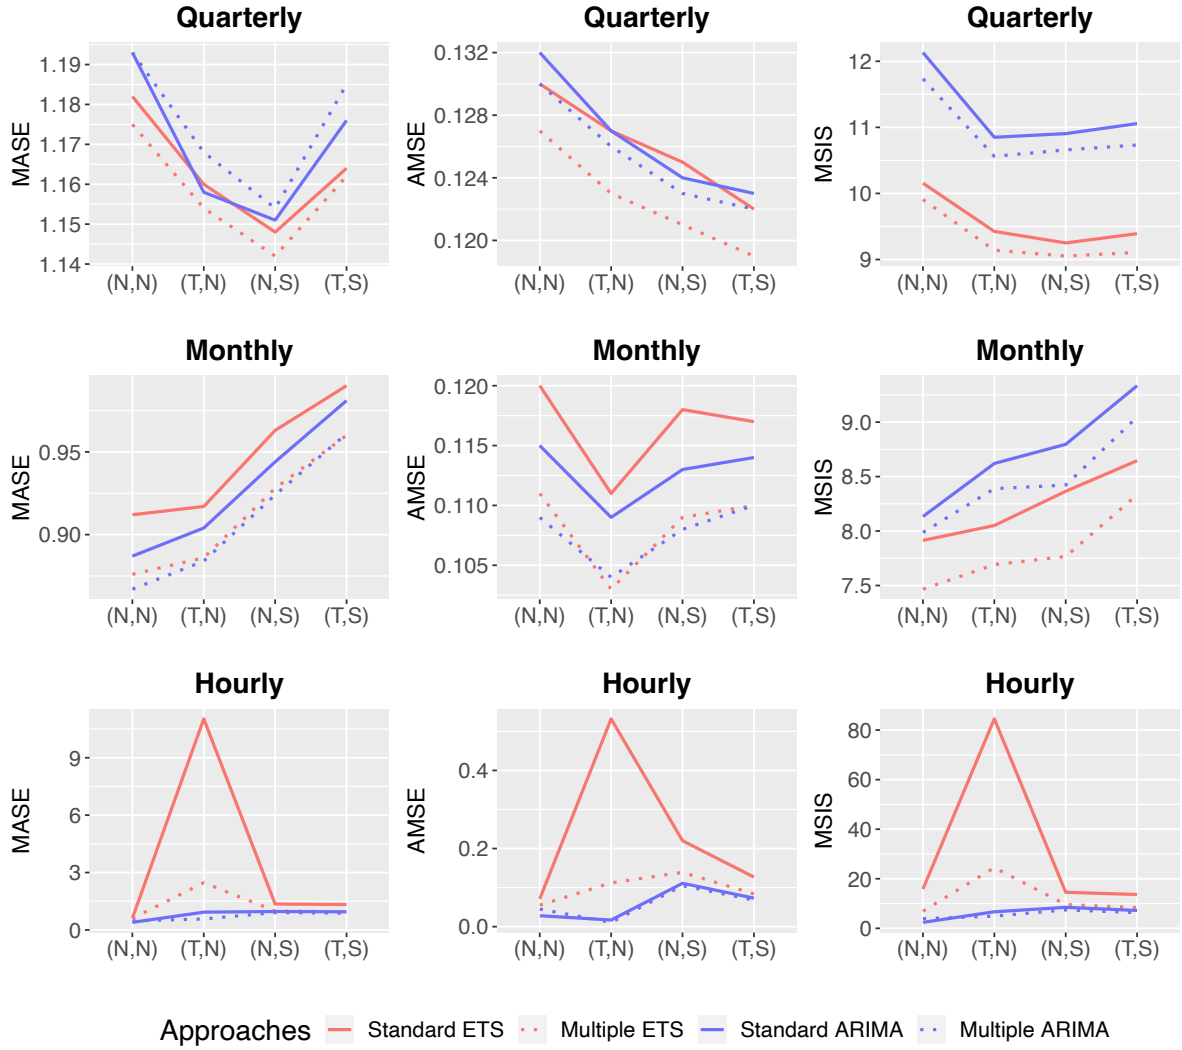 Quarterly Quarterly Quarterly
MASE
1.19
1.18
1.17
1.16
1.15
1.14
(N,N) (T,N) (N,S) (T,S)
AMSE
0.132
0.128
0.124
0.120
(N,N) (T,N) (N,S) (T,S)
MSIS
12
11
10
9
(N,N) (T,N) (N,S) (T,S)
Monthly Monthly Monthly
MASE
0.95
0.90
(N,N) (T,N) (N,S) (T,S)
AMSE
0.120
0.115
0.110
0.105
(N,N) (T,N) (N,S) (T,S)
MSIS
9.0
8.5
8.0
7.5
(N,N) (T,N) (N,S) (T,S)
Hourly Hourly Hourly
MASE
9
6
3
0
(N,N) (T,N) (N,S) (T,S)
AMSE
0.4
0.2
0.0
(N,N) (T,N) (N,S) (T,S)
MSIS
80
60
40
20
0
(N,N) (T,N) (N,S) (T,S)
Approaches Standard ETS Multiple ETS Standard ARIMA Multiple ARIMA